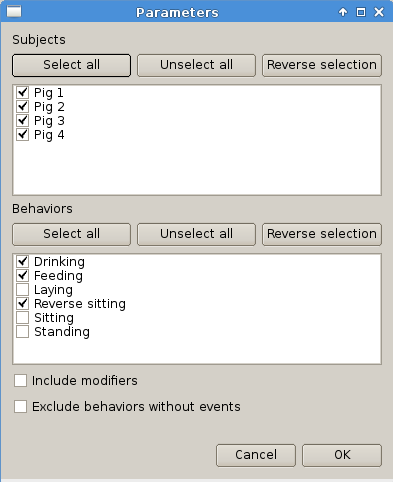 Parameters
Subjects
Select all Unselect all Reverse selection
Pig 1
Pig 2
Pig 3
Pig 4
Behaviors
Select all Unselect all Reverse selection
Drinking
Feeding
Laying
Reverse sitting
Sitting
Standing
Include modifiers
Exclude behaviors without events
Cancel OK